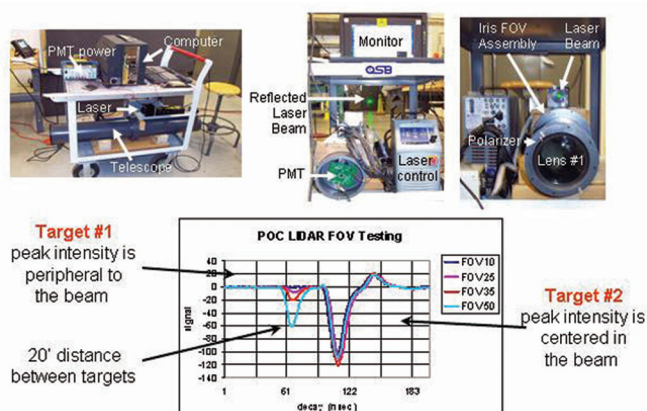 PMT power
Computer
Laser
Telescope
Monitor
QSB
Reflected
Laser
Beam
PMT
Laser
control
Iris FOV
Assembly
Laser
Beam
Polarizer
Lens #1
Target #1
peak intensity is
peripheral to
the beam
20' distance
between targets
POC LIDAR FOV Testing
signal
40
20
0
-20
-40
-60
-80
-100
-120
-140
1
61
122
183
decay (nsec)
FOV10
FOV25
FOV35
FOV50
Target #2
peak intensity is
centered in
the beam